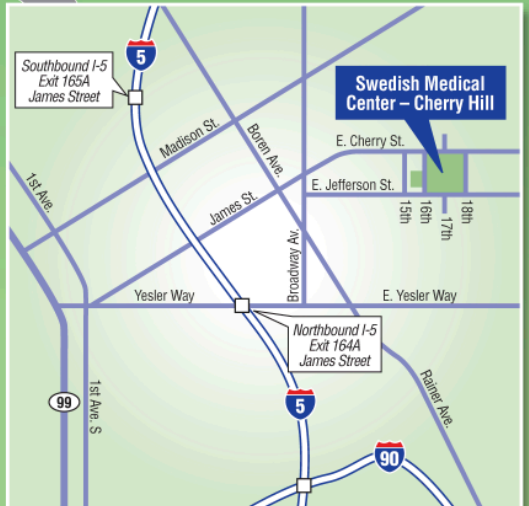 5
Southbound I-5
Exit 165A
James Street
Swedish Medical
Center – Cherry Hill
Madison St.
Boren Ave.
E. Cherry St.
1st Ave.
E. Jefferson St.
James St.
15th
16th
17th
18th
Broadway Av.
Yesler Way
E. Yesler Way
Northbound I-5
Exit 164A
James Street
99
1st Ave. S
5
Rainer Ave.
90